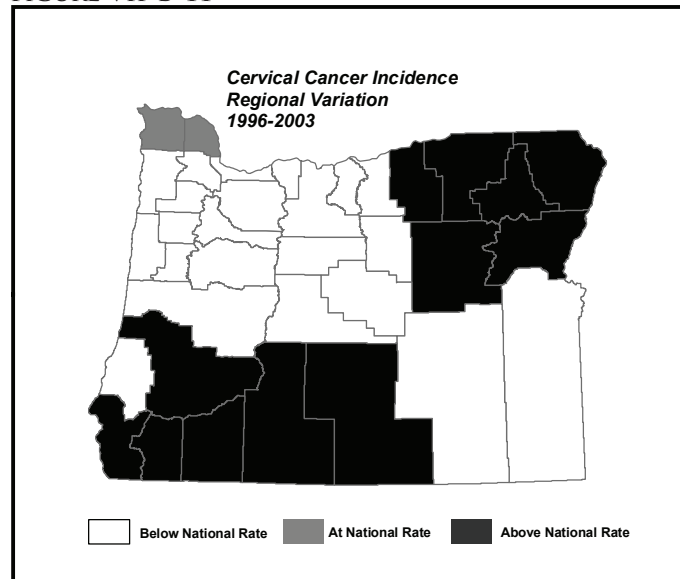 Cervical Cancer Incidence
Regional Variation
1996-2003
Below National Rate
At National Rate
Above National Rate